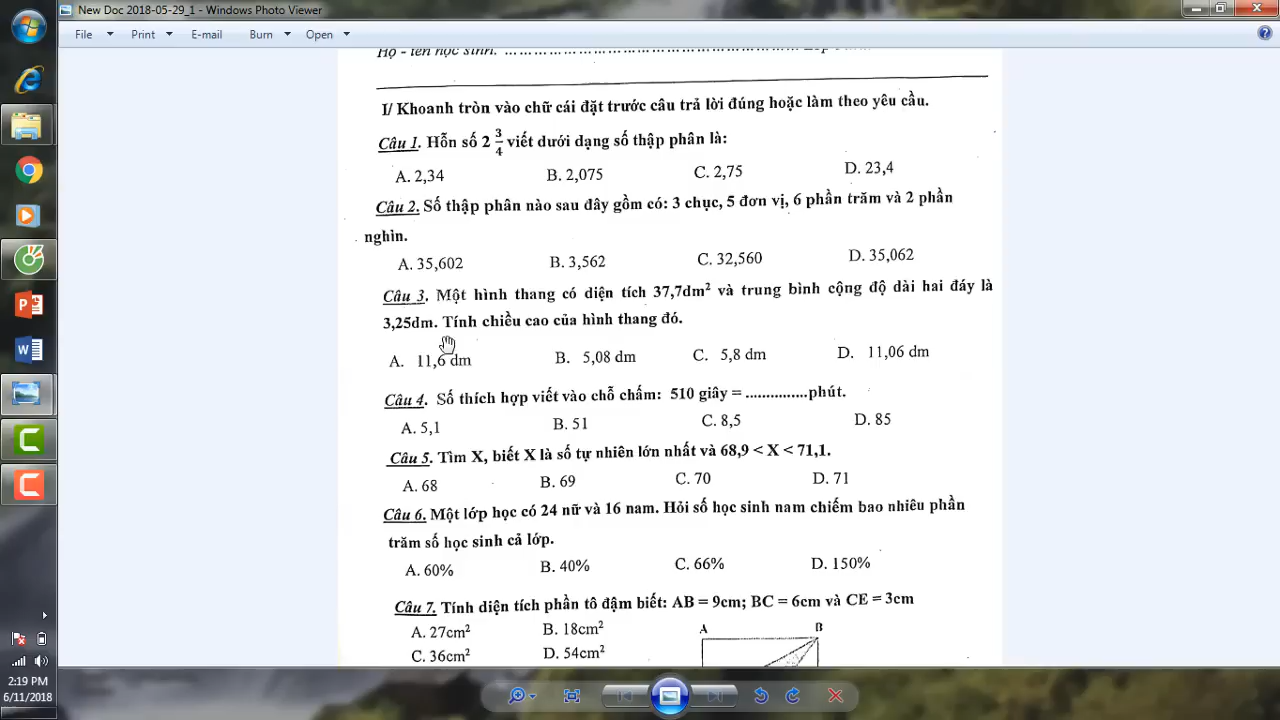 New Doc 2018-05-29_1 - Windows Photo Viewer
File Print E-mail Burn Open
Họ - tên học sinh:
I/ Khoanh tròn vào chữ cái đặt trước câu trả lời đúng hoặc làm theo yêu cầu.
Câu 1. Hỗn số 2 3/4 viết dưới dạng số thập phân là:
A. 2,34 B. 2,075 C. 2,75 D. 23,4
Câu 2. Số thập phân nào sau đây gồm có: 3 chục, 5 đơn vị, 6 phần trăm và 2 phần
nghìn.
A. 35,602 B. 3,562 C. 32,560 D. 35,062
Câu 3. Một hình thang có diện tích 37,7dm² và trung bình cộng độ dài hai đáy là
3,25dm. Tính chiều cao của hình thang đó.
A. 11,6 dm B. 5,08 dm C. 5,8 dm D. 11,06 dm
Câu 4. Số thích hợp viết vào chỗ chấm: 510 giây = ...............phút.
A. 5,1 B. 51 C. 8,5 D. 85
Câu 5. Tìm X, biết X là số tự nhiên lớn nhất và 68,9 < X < 71,1.
A. 68 B. 69 C. 70 D. 71
Câu 6. Một lớp học có 24 nữ và 16 nam. Hỏi số học sinh nam chiếm bao nhiêu phần
trăm số học sinh cả lớp.
A. 60% B. 40% C. 66% D. 150%
Câu 7. Tính diện tích phần tô đậm biết: AB = 9cm; BC = 6cm và CE = 3cm
A. 27cm² B. 18cm² A B
C. 36cm² D. 54cm²
2:19 PM
6/11/2018